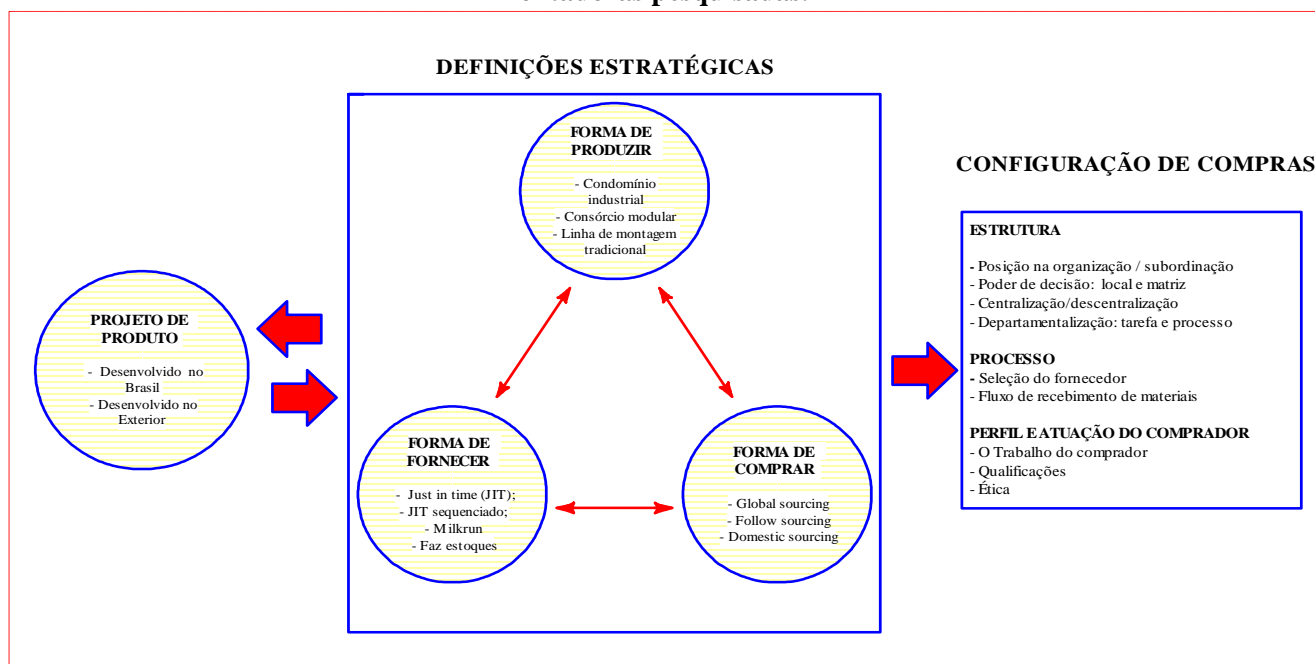 pesquisadas.
DEFINIÇÕES ESTRATÉGICAS
PROJETO DE
PRODUTO
- Desenvolvido no
Brasil
- Desenvolvido no
Exterior
FORMA DE
PRODUZIR
- Condomínio
industrial
- Consórcio modular
- Linha de montagem
tradicional
FORMA DE
FORNECER
- Just in time (JIT);
- JIT sequenciado;
- Milkrun
- Faz estoques
FORMA DE
COMPRAR
- Global sourcing
- Follow sourcing
- Domestic sourcing
CONFIGURAÇÃO DE COMPRAS
ESTRUTURA
- Posição na organização / subordinação
- Poder de decisão: local e matriz
- Centralização/descentralização
- Departamentalização: tarefa e processo
PROCESSO
- Seleção do fornecedor
- Fluxo de recebimento de materiais
PERFIL E ATUAÇÃO DO COMPRADOR
- O Trabalho do comprador
- Qualificações
- Ética